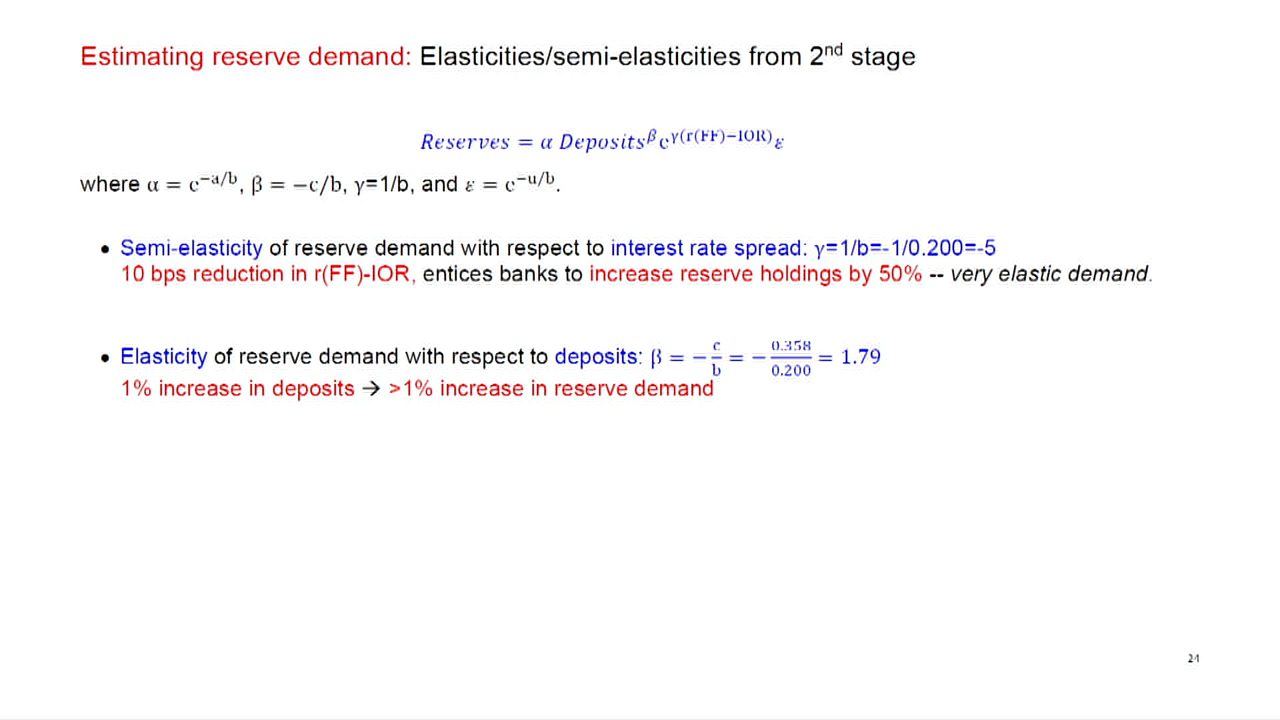 Estimating reserve demand: Elasticities/semi-elasticities from 2nd stage
Reserves = α Deposits^β e^γ(r(FF)−IOR) ε
where α = e^−a/b, β = −c/b, γ=1/b, and ε = e^−u/b.
• Semi-elasticity of reserve demand with respect to interest rate spread: γ=1/b=-1/0.200=-5
10 bps reduction in r(FF)-IOR, entices banks to increase reserve holdings by 50% -- very elastic demand.
• Elasticity of reserve demand with respect to deposits: β = −c/b = −0.358/0.200 = 1.79
1% increase in deposits → >1% increase in reserve demand
24